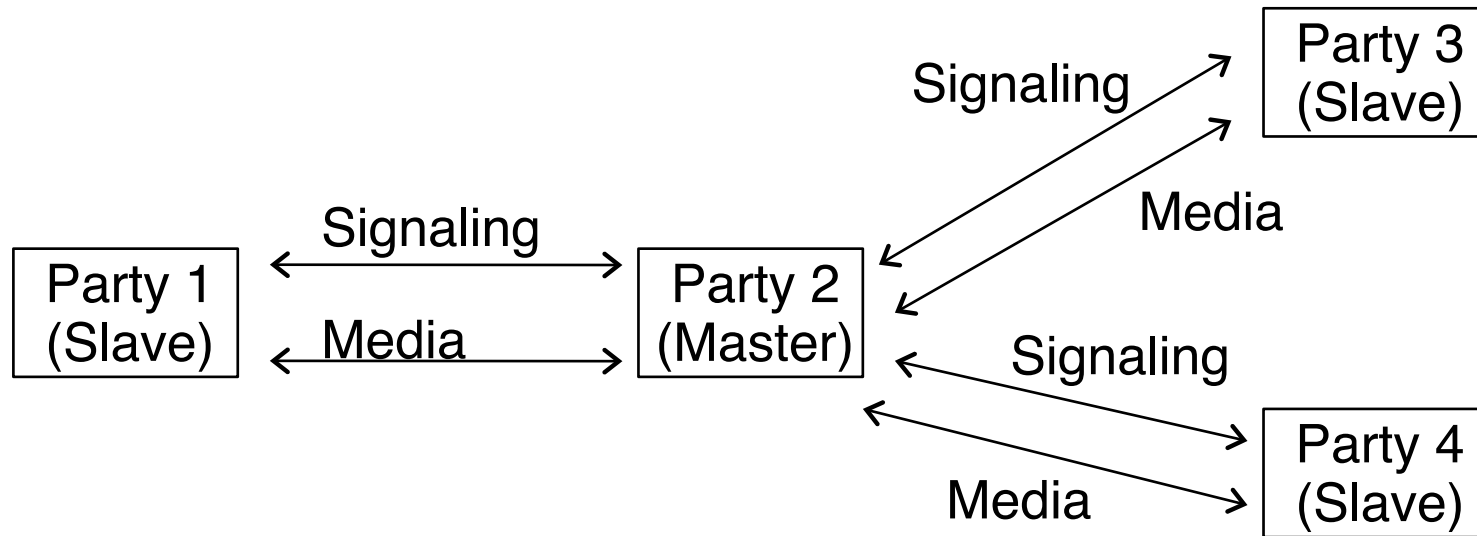 Party 3
(Slave)
Signaling
Media
Signaling
Party 1
(Slave)
Media
Party 2
(Master)
Signaling
Media
Party 4
(Slave)